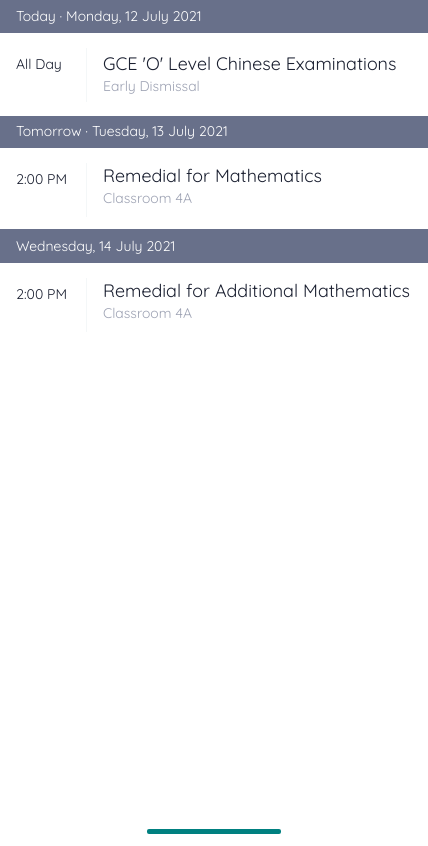 Today · Monday, 12 July 2021
All Day
GCE 'O' Level Chinese Examinations
Early Dismissal
Tomorrow · Tuesday, 13 July 2021
2:00 PM
Remedial for Mathematics
Classroom 4A
Wednesday, 14 July 2021
2:00 PM
Remedial for Additional Mathematics
Classroom 4A